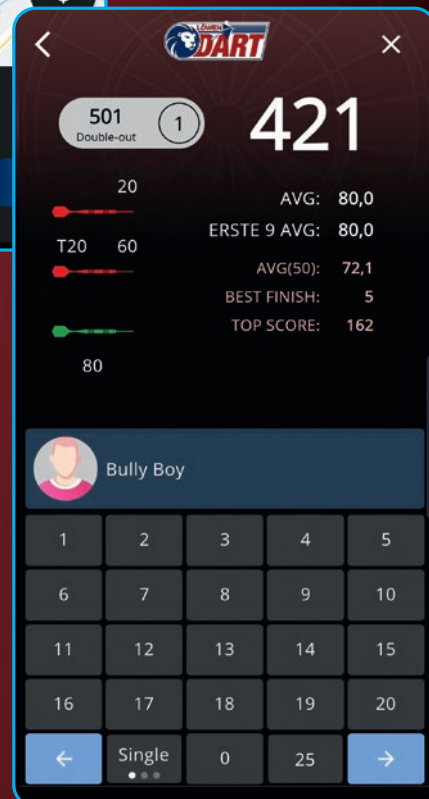 LÖWEN
DART
501
Double-out
1
421
20
T20 60
80
AVG: 80,0
ERSTE 9 AVG: 80,0
AVG(50): 72,1
BEST FINISH: 5
TOP SCORE: 162
Bully Boy
1 2 3 4 5
6 7 8 9 10
11 12 13 14 15
16 17 18 19 20
← Single 0 25 →